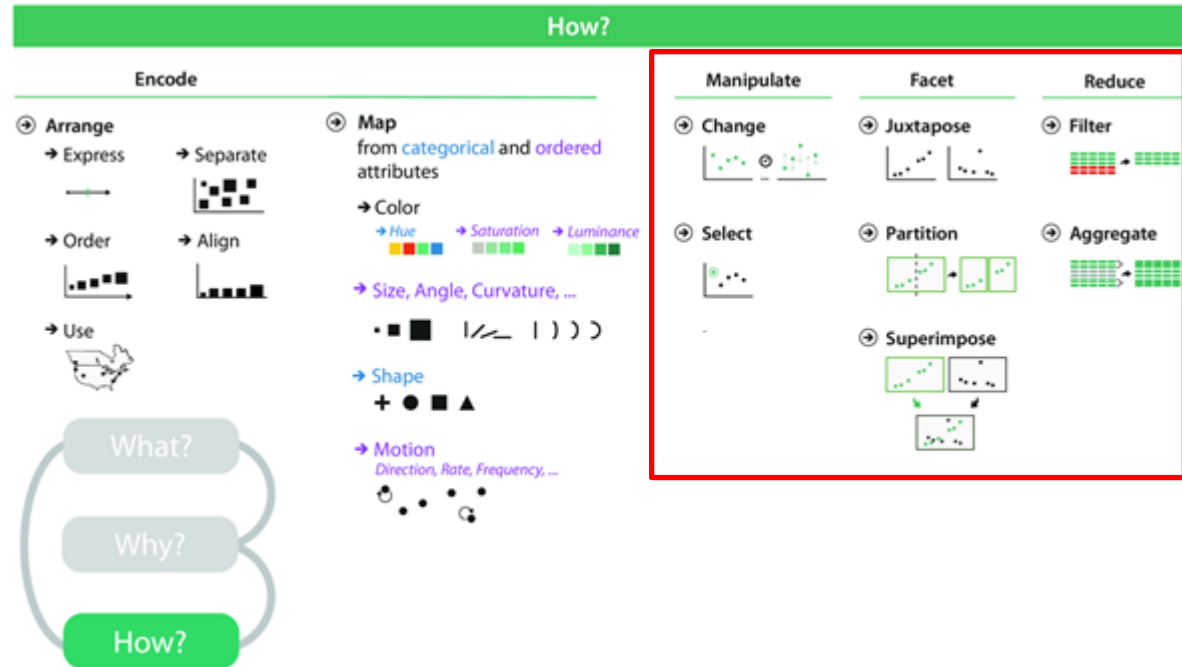 How?
Encode
Arrange
Express
Separate
Order
Align
Use
Map
from categorical and ordered
attributes
Color
Hue
Saturation
Luminance
Size, Angle, Curvature, ...
Shape
Motion
Direction, Rate, Frequency, ...
Manipulate
Change
Select
Facet
Juxtapose
Partition
Superimpose
Reduce
Filter
Aggregate
What?
Why?
How?